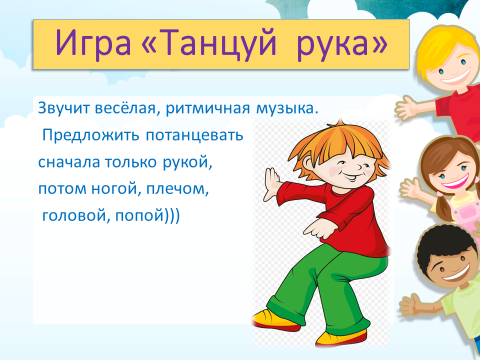 Игра «Танцуй рука»
Звучит весёлая, ритмичная музыка.
Предложить потанцевать
сначала только рукой,
потом ногой, плечом,
головой, попой)))